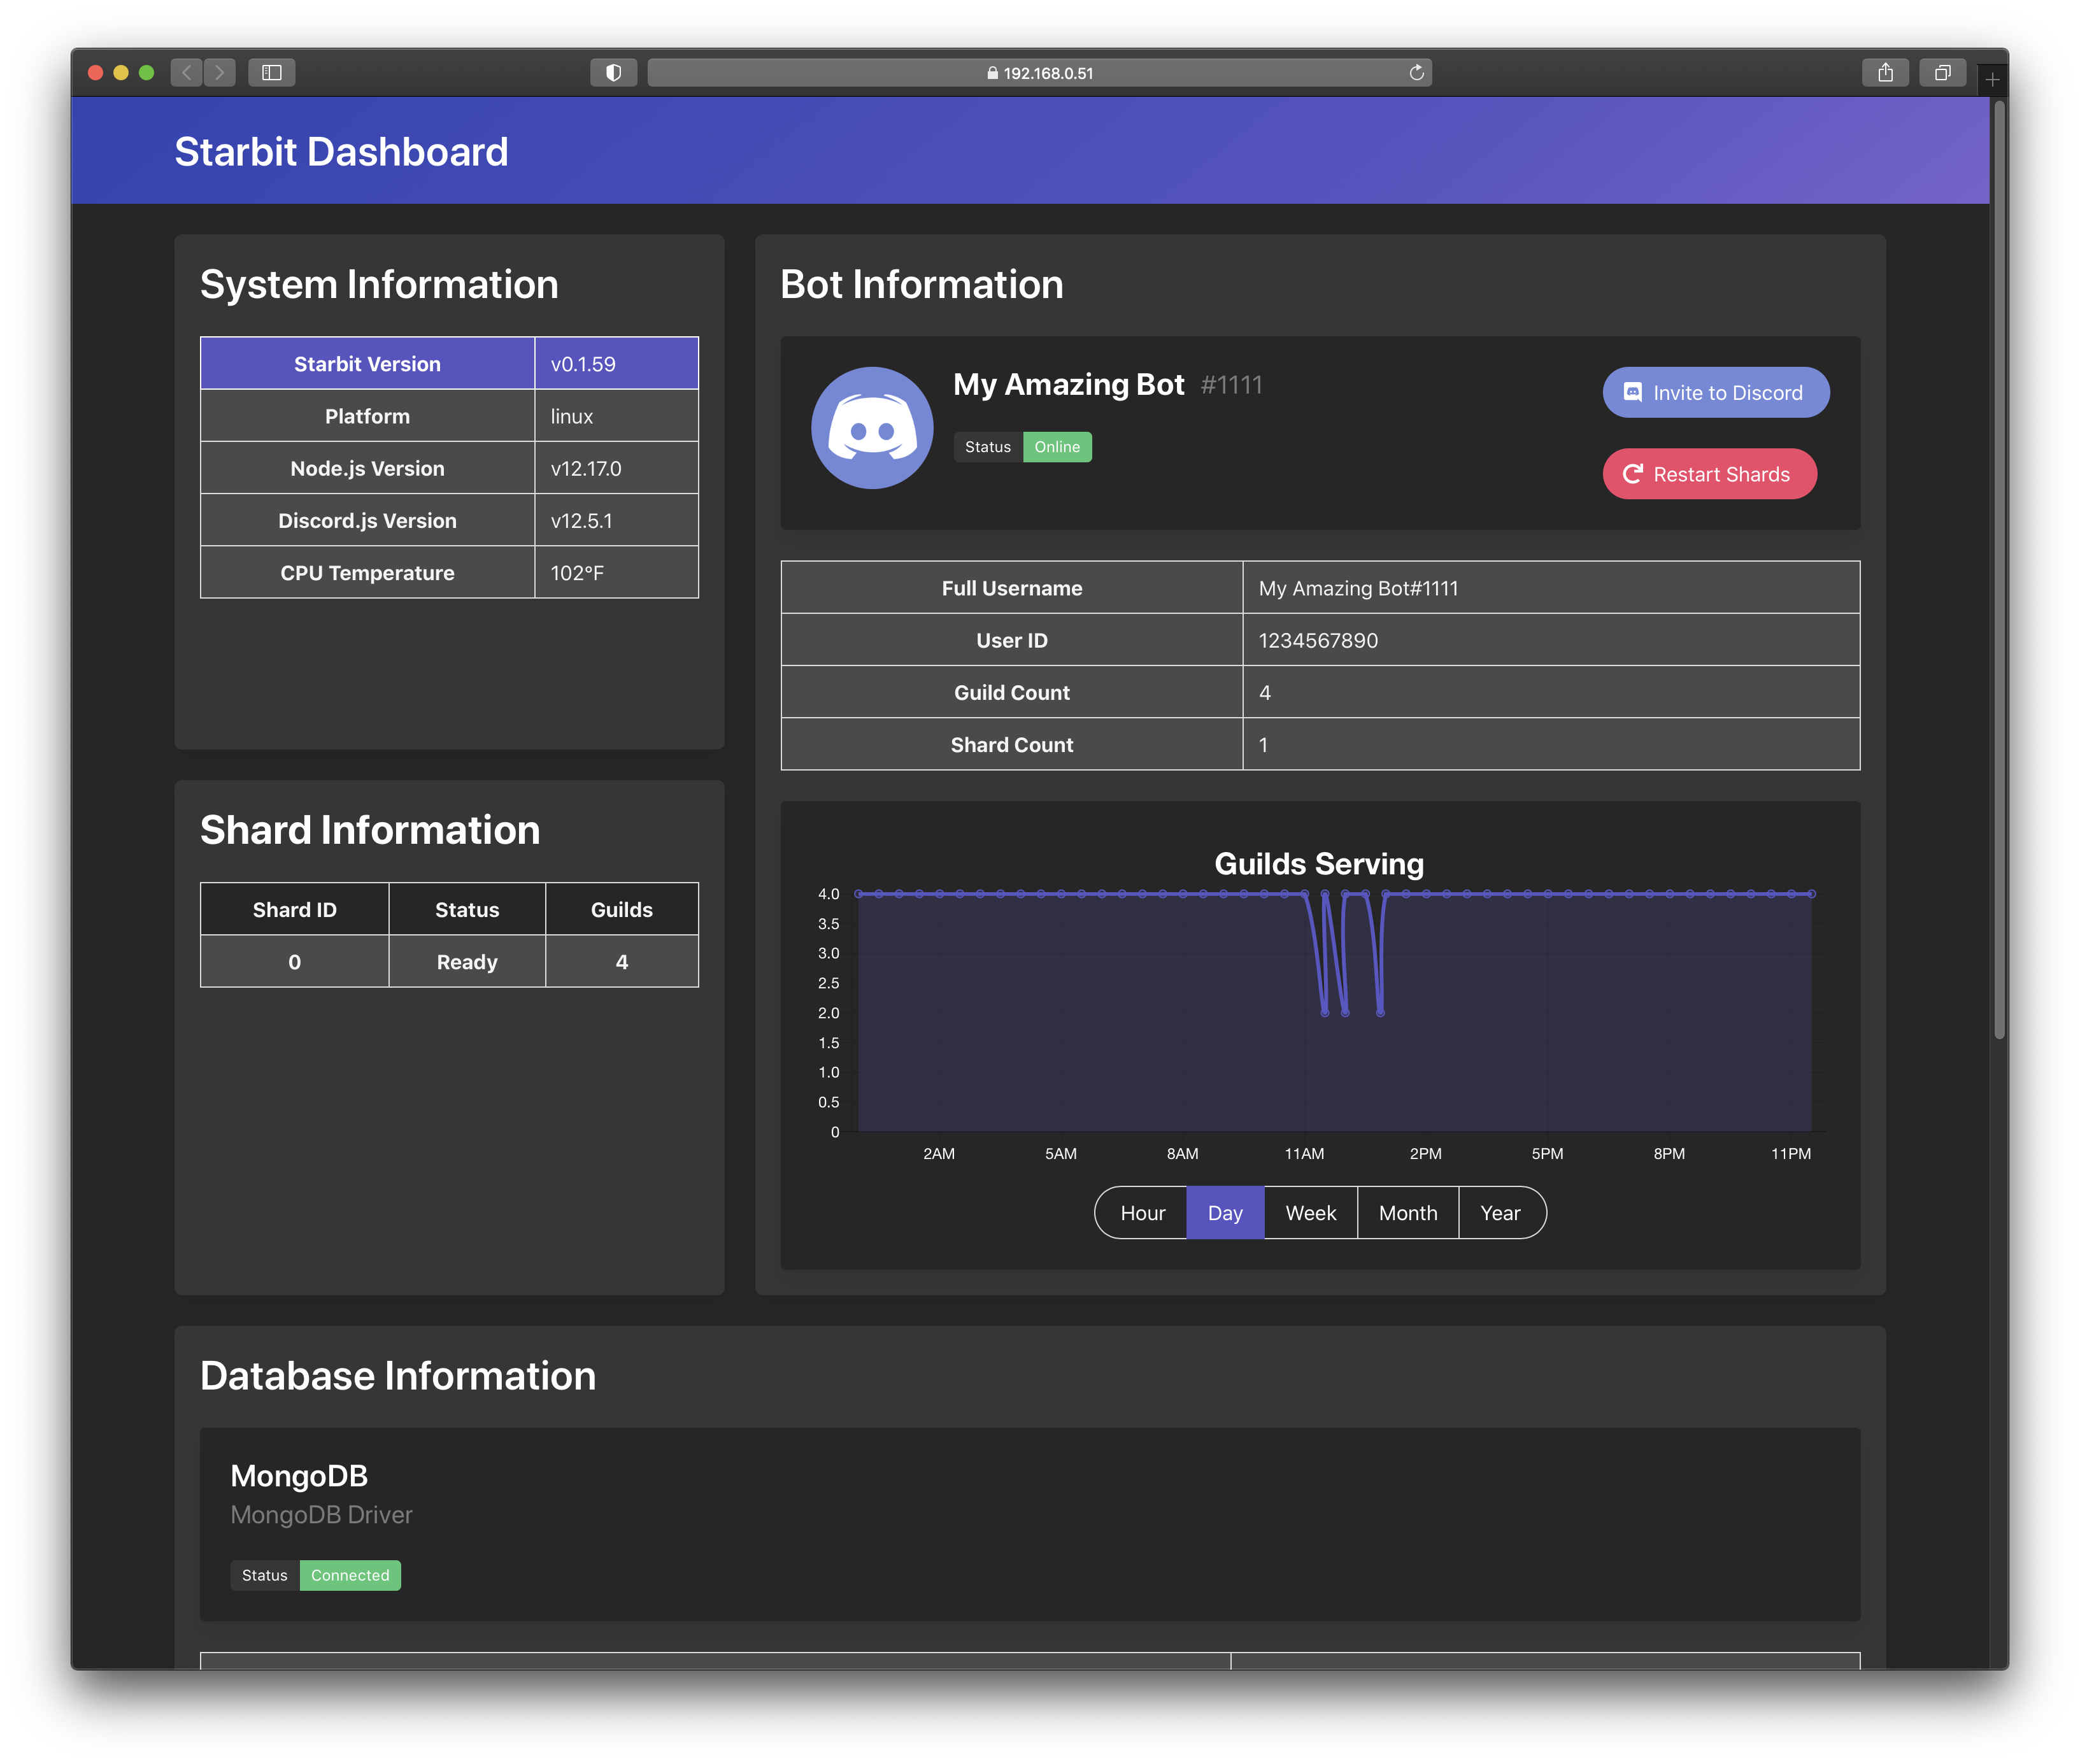 192.168.0.51
Starbit Dashboard
System Information
Starbit Version v0.1.59
Platform linux
Node.js Version v12.17.0
Discord.js Version v12.5.1
CPU Temperature 102°F
Shard Information
Shard ID Status Guilds
0 Ready 4
Bot Information
My Amazing Bot #1111
Status Online
Invite to Discord
Restart Shards
Full Username My Amazing Bot#1111
User ID 1234567890
Guild Count 4
Shard Count 1
Guilds Serving
4.0
3.5
3.0
2.5
2.0
1.5
1.0
0.5
0
2AM 5AM 8AM 11AM 2PM 5PM 8PM 11PM
Hour Day Week Month Year
Database Information
MongoDB
MongoDB Driver
Status Connected